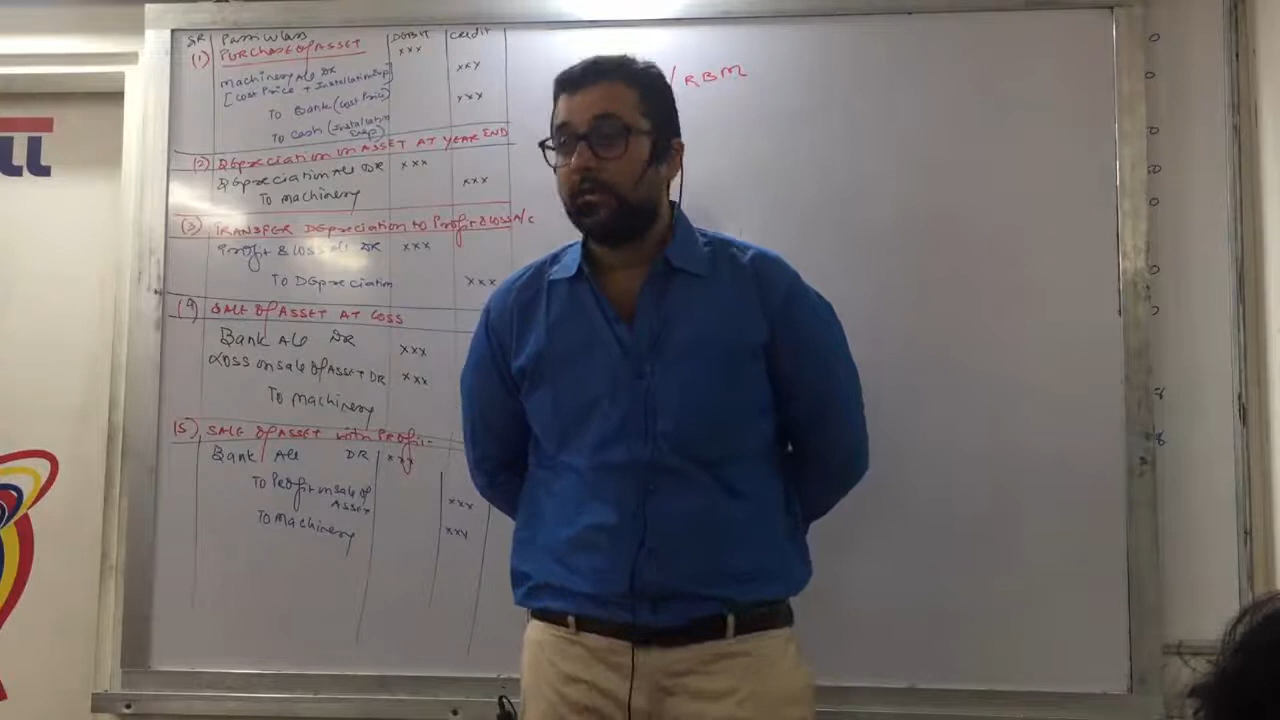 SR Particulars DEBIT Credit
(1) PURCHASE of ASSET xxx
machinery A/c DR xxx
[Cost Price + Installation Exp]
To Bank (Cost Price) xxx
To Cash (Installation Exp)
(2) DEpreciation on ASSET AT YEAR END
DEpreciation A/c DR xxx
To machinery xxx
(3) TRANSFER DEpreciation to Profit & Loss A/c
Profit & Loss A/c DR xxx
To DEpreciation xxx
(4) SALE of ASSET AT LOSS
Bank A/c DR xxx
LOSS on sale of ASSET DR xxx
To machinery
(5) SALE of ASSET with PROfit
Bank A/c DR xxx
To Profit on sale of ASSET xxx
To Machinery xxx
/ RBM